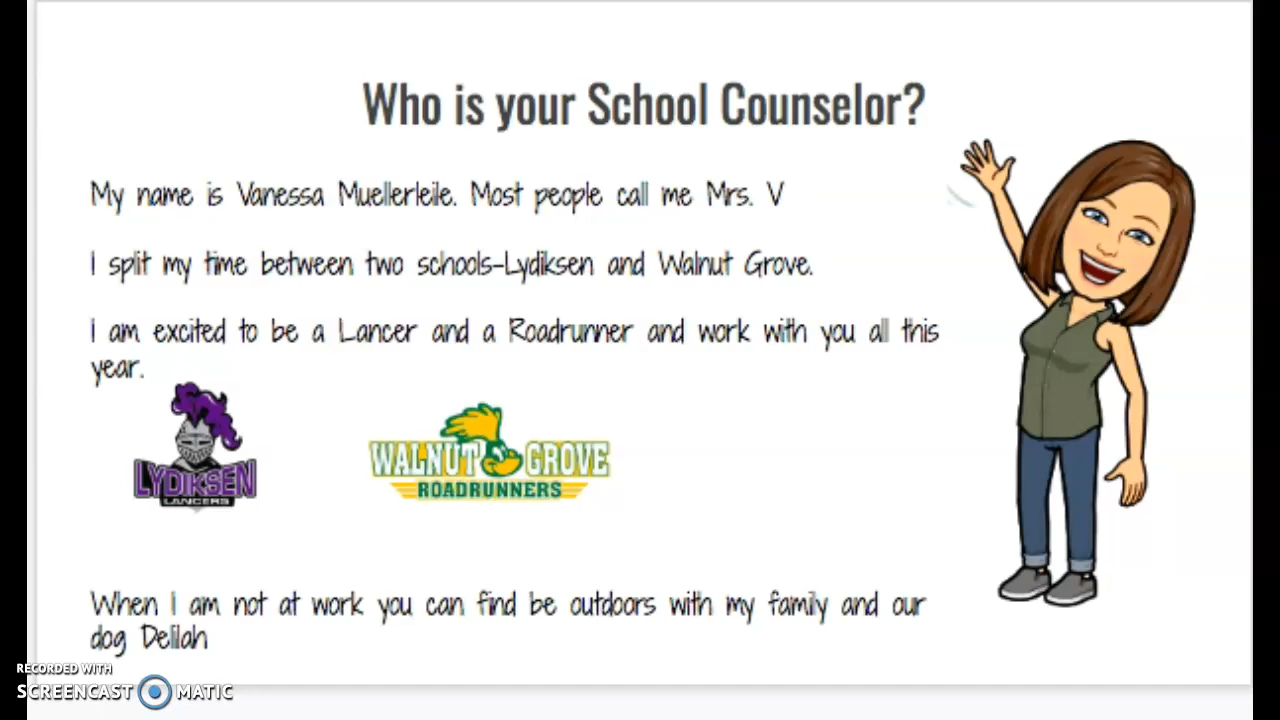 Who is your School Counselor?
My name is Vanessa Muellerleile. Most people call me Mrs. V
I split my time between two schools-Lydiksen and Walnut Grove.
I am excited to be a Lancer and a Roadrunner and work with you all this
year.
LYDIKSEN
LANCERS
WALNUT GROVE
ROADRUNNERS
When I am not at work you can find be outdoors with my family and our
dog Delilah
RECORDED WITH
SCREENCAST MATIC